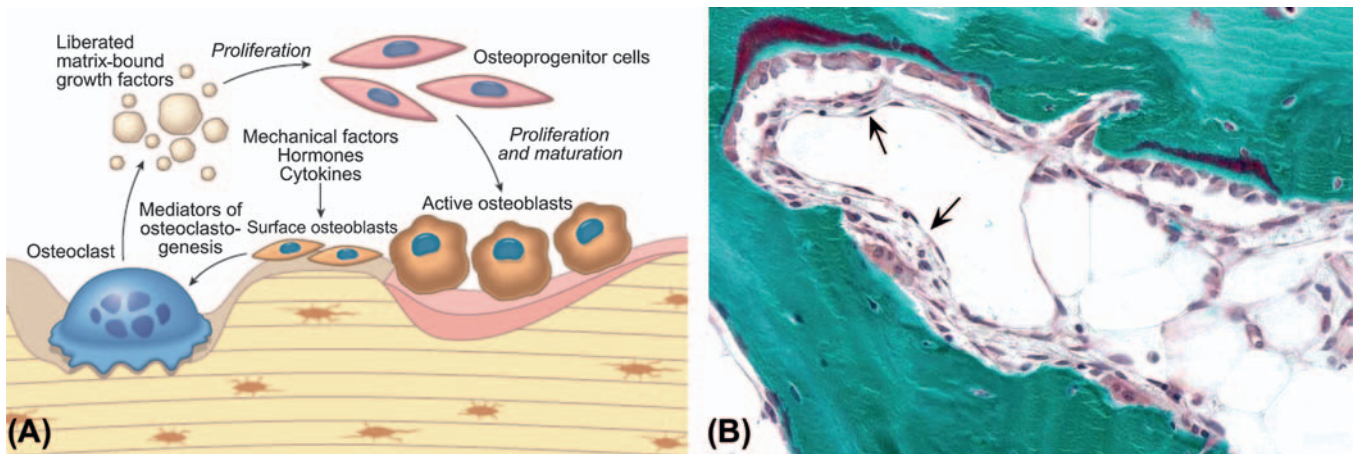 Liberated
matrix-bound
growth factors
Proliferation
Osteoprogenitor cells
Mechanical factors
Hormones
Cytokines
Proliferation
and maturation
Mediators of
osteoclasto-
genesis
Surface osteoblasts
Active osteoblasts
Osteoclast
(A)
(B)